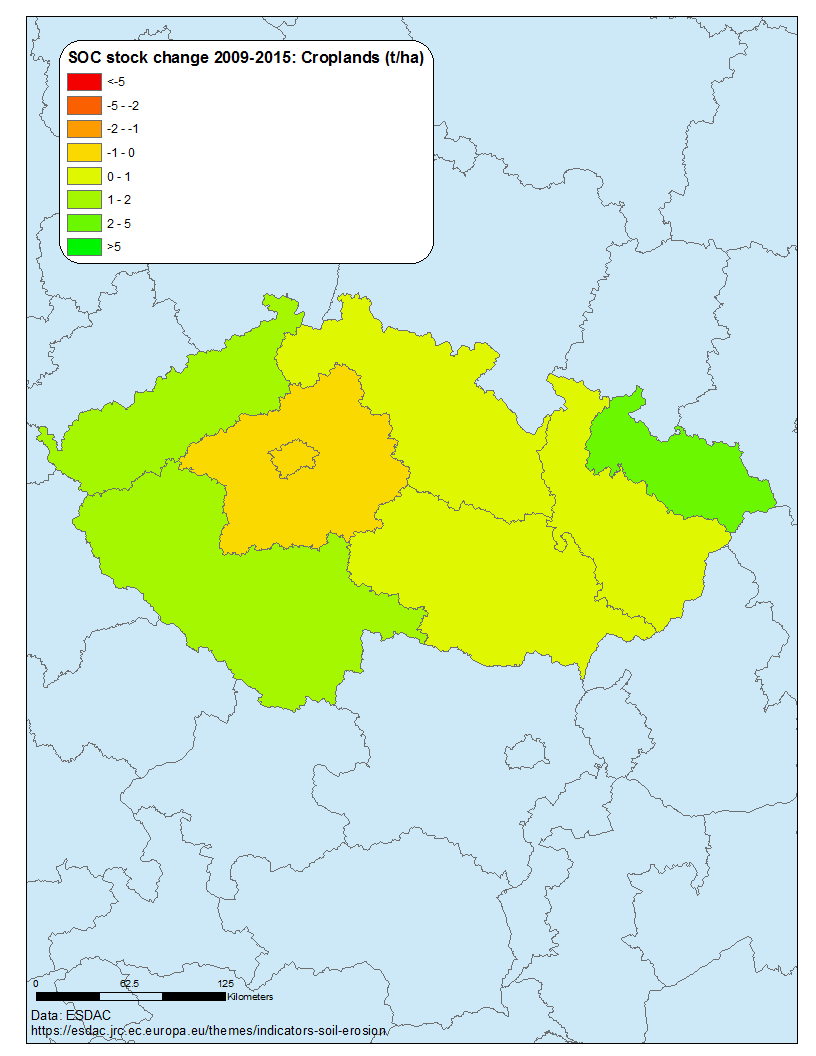 SOC stock change 2009-2015: Croplands (t/ha)
<-5
-5 - -2
-2 - -1
-1 - 0
0 - 1
1 - 2
2 - 5
>5
0 62.5 125
Kilometers
Data: ESDAC
https://esdac.jrc.ec.europa.eu/themes/indicators-soil-erosion